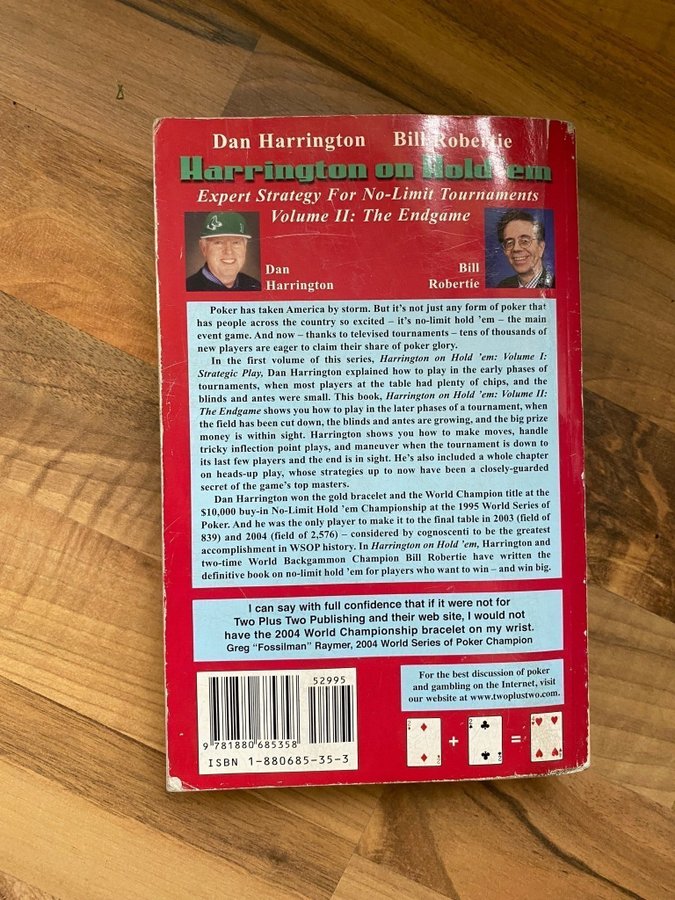 Dan Harrington Bill Robertie
Harrington on Hold 'em
Expert Strategy For No-Limit Tournaments
Volume II: The Endgame
Dan
Harrington
Bill
Robertie
Poker has taken America by storm. But it's not just any form of poker that
has people across the country so excited – it's no-limit hold 'em – the main
event game. And now – thanks to televised tournaments – tens of thousands of
new players are eager to claim their share of poker glory.
In the first volume of this series, Harrington on Hold 'em: Volume I:
Strategic Play, Dan Harrington explained how to play in the early phases of
tournaments, when most players at the table had plenty of chips, and the
blinds and antes were small. This book, Harrington on Hold 'em: Volume II:
The Endgame shows you how to play in the later phases of a tournament, when
the field has been cut down, the blinds and antes are growing, and the big prize
money is within sight. Harrington shows you how to make moves, handle
tricky inflection point plays, and maneuver when the tournament is down to
its last few players and the end is in sight. He's also included a whole chapter
on heads-up play, whose strategies up to now have been a closely-guarded
secret of the game's top masters.
Dan Harrington won the gold bracelet and the World Champion title at the
$10,000 buy-in No-Limit Hold 'em Championship at the 1995 World Series of
Poker. And he was the only player to make it to the final table in 2003 (field of
839) and 2004 (field of 2,576) – considered by cognoscenti to be the greatest
accomplishment in WSOP history. In Harrington on Hold 'em, Harrington and
two-time World Backgammon Champion Bill Robertie have written the
definitive book on no-limit hold 'em for players who want to win – and win big.
I can say with full confidence that if it were not for
Two Plus Two Publishing and their web site, I would not
have the 2004 World Championship bracelet on my wrist.
Greg "Fossilman" Raymer, 2004 World Series of Poker Champion
52995
9 781880 685358
ISBN 1-880685-35-3
For the best discussion of poker
and gambling on the Internet, visit
our website at www.twoplustwo.com.
+ =